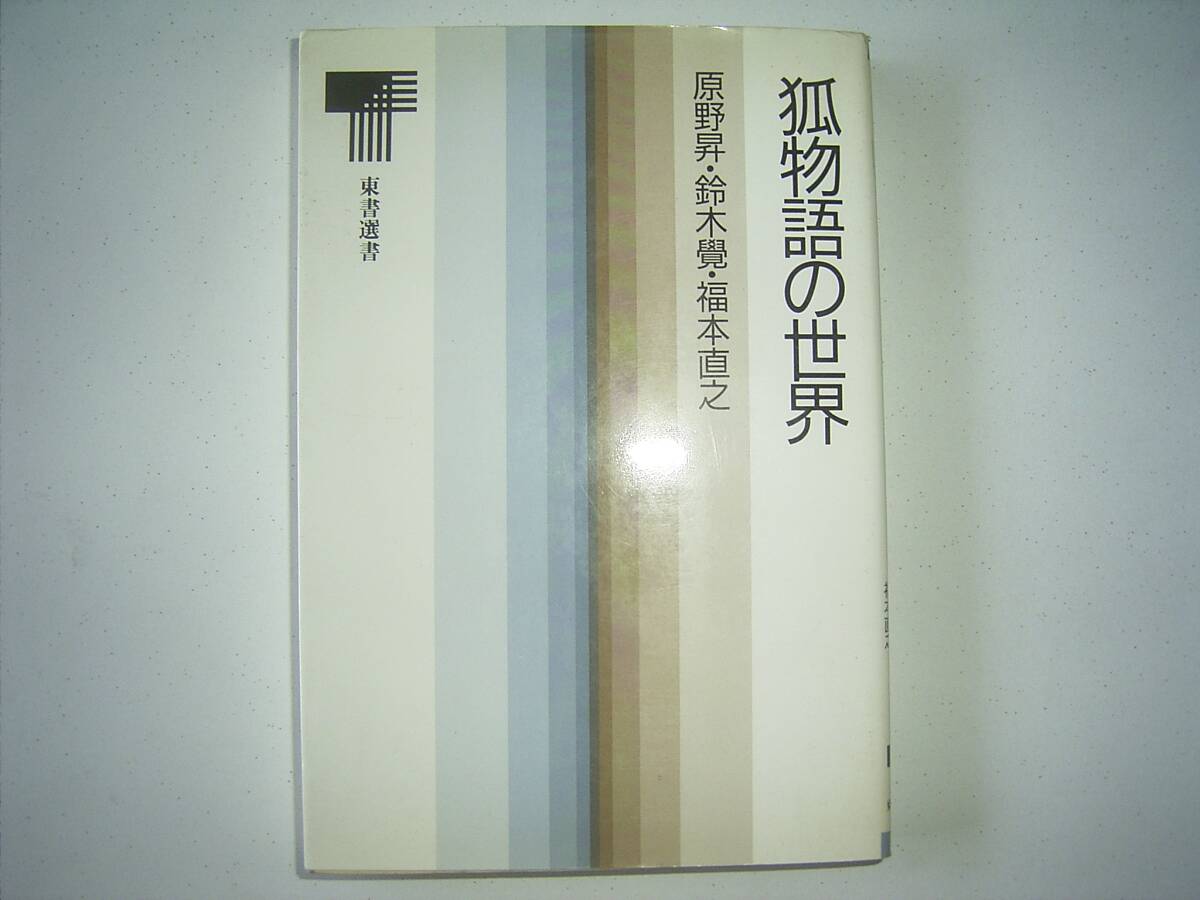 狐物語の世界
原野昇・鈴木覺・福本直之
東書選書